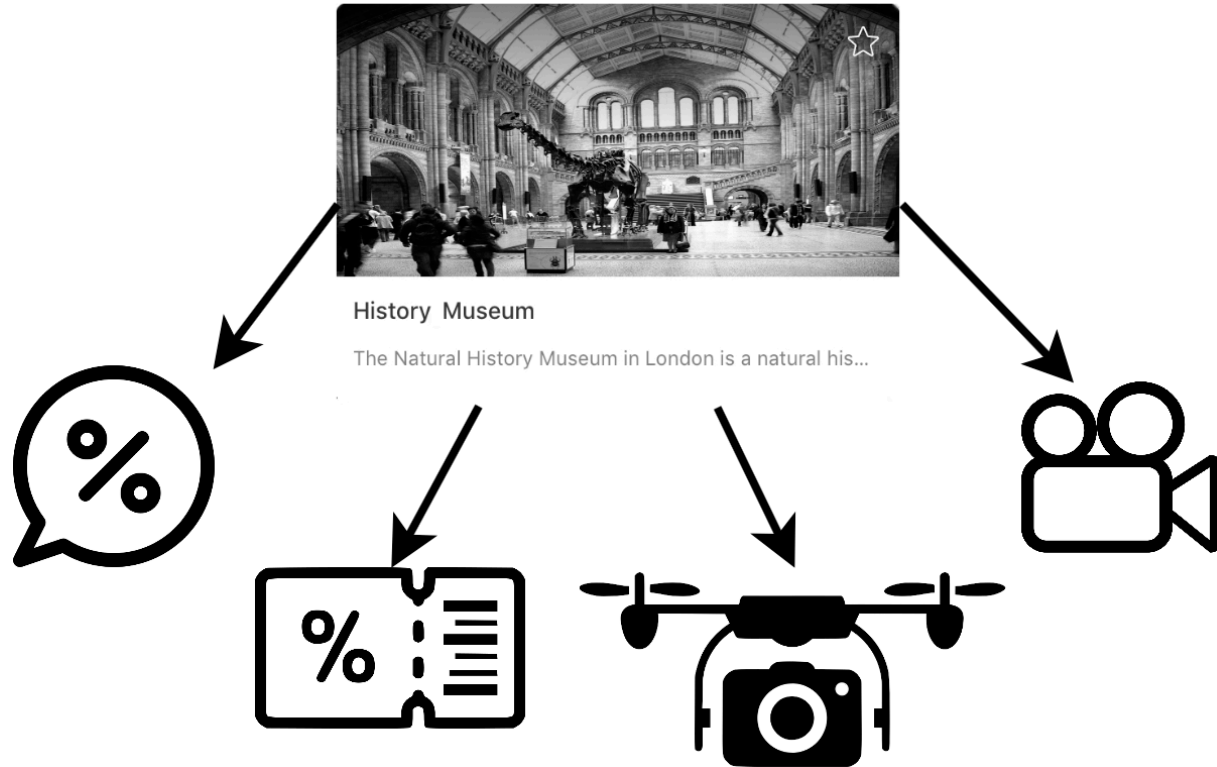 History Museum
The Natural History Museum in London is a natural his...
%
%